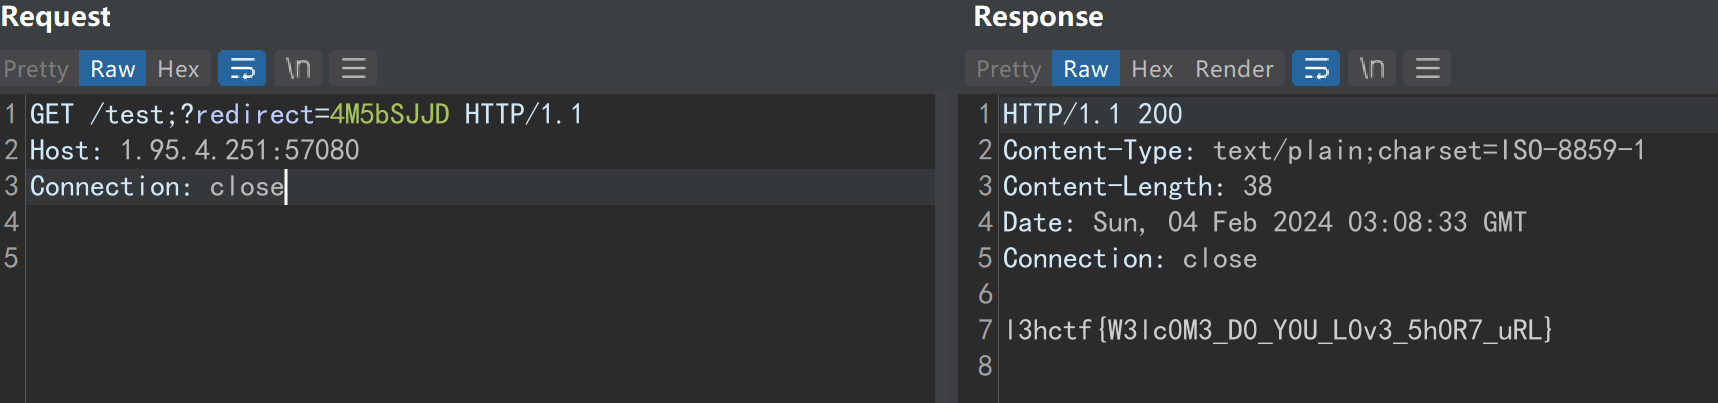 Request
Pretty Raw Hex \n
1 GET /test;?redirect=4M5bSJJD HTTP/1.1
2 Host: 1.95.4.251:57080
3 Connection: close
4
5
Response
Pretty Raw Hex Render \n
1 HTTP/1.1 200
2 Content-Type: text/plain;charset=ISO-8859-1
3 Content-Length: 38
4 Date: Sun, 04 Feb 2024 03:08:33 GMT
5 Connection: close
6
7 l3hctf{W3lc0M3_D0_Y0U_L0v3_5h0R7_uRL}
8